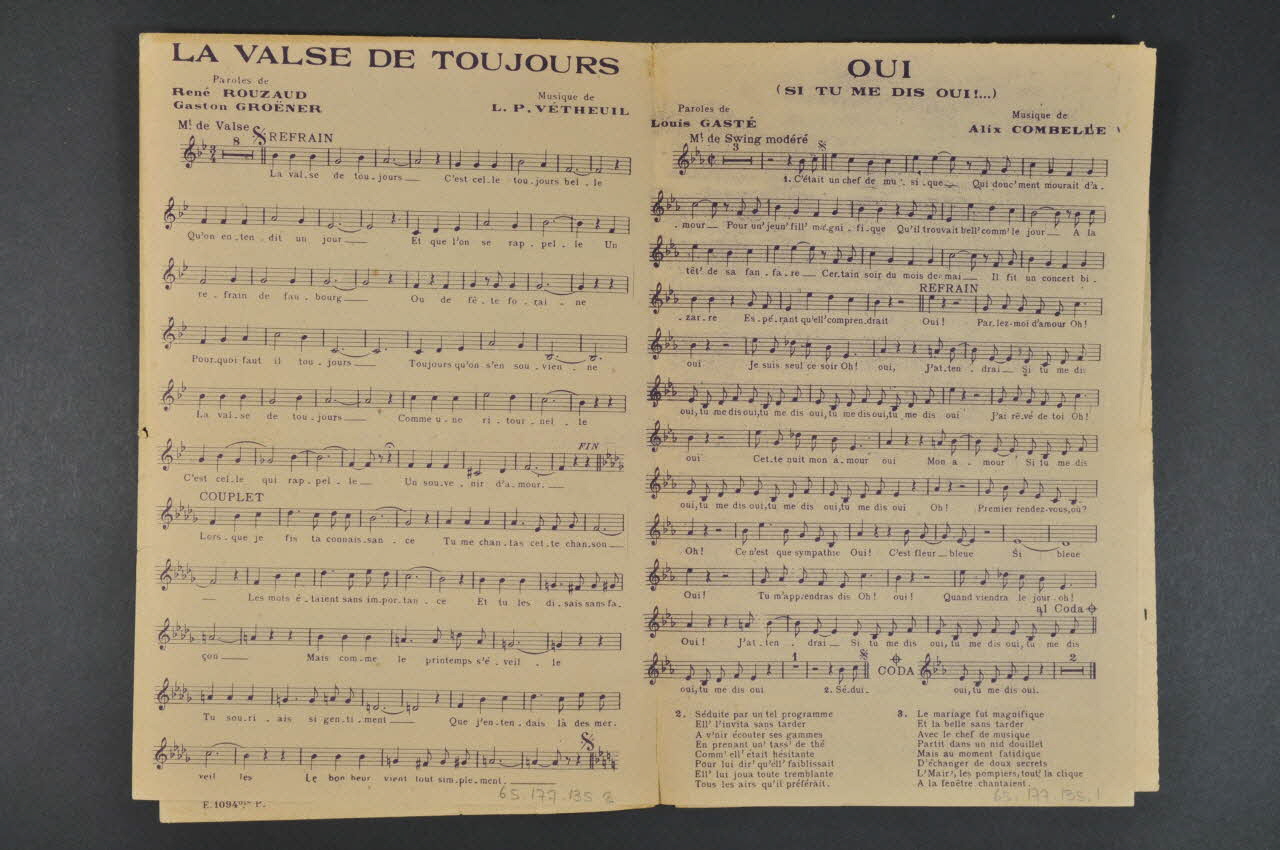 LA VALSE DE TOUJOURS
Paroles de
René ROUZAUD
Gaston GROËNER
Musique de
L. P. VÉTHEUIL
Mt de Valse
8
REFRAIN
La val.se de tou.jours C'est cel.le tou.jours bel.le
Qu'on en.ten.dit un jour Et que l'on se rap.pel.le Un
re.frain de fau.bourg Ou de fê.te fo.rai.ne
Pour.quoi faut il tou.jours Toujours qu'on s'en sou.vien.ne
La val.se de tou.jours Comme u.ne ri.tour.nel.le
FIN
C'est cel.le qui rap.pel.le Un sou.ve.nir d'a.mour.
COUPLET
Lors.que je fis ta connais.san.ce Tu me chan.tas cet.te chan.son
Les mots é.taient sans im.por.tan.ce Et tu les di.sais sans fa.
çon Mais com.me le printemps s'é.veil.le
Tu sou.ri.ais si gen.ti.ment Que j'en.ten.dais là des mer.
veil les Le bon heur vient tout sim.ple.ment.
E. 1094
65.177.135 2
OUI
(SI TU ME DIS OUI!...)
Paroles de
Louis GASTÉ
Musique de
Alix COMBELLE
Mt de Swing modéré
3
1. C'était un chef de mu.si.que Qui douc'ment mourait d'a.
.mour Pour un' jeun' fill' ma.gni.fi.que Qu'il trouvait bell' comm' le jour A la
têt' de sa fan.fa.re Cer.tain soir du mois de mai Il fit un concert bi.
REFRAIN
.zar.re Es.pé.rant qu'ell' compren.drait Oui! Par.lez-moi d'amour Oh!
oui Je suis seul ce soir Oh! oui, J'at.ten.drai Si tu me dis
oui, tu me dis oui, tu me dis oui, tu me dis oui, tu me dis oui J'ai rê.vé de toi Oh!
oui Cet.te nuit mon a.mour oui Mon a.mour Si tu me dis
oui, tu me dis oui, tu me dis oui, tu me dis oui, tu me dis oui Oh! Premier rendez-vous, où?
Oh! Ce n'est que sympathie Oui! C'est fleur bleue Si bleue
Oui! Tu m'apprendras dis Oh! oui! Quand viendra le jour oh!
al Coda
Oui! J'at.ten.drai Si tu me dis oui, tu me dis oui, tu me dis
1 CODA 2
oui, tu me dis oui 2. Sé.dui. oui, tu me dis oui.
2. Séduite par un tel programme
Ell' l'invita sans tarder
A v'nir écouter ses gammes
En prenant un' tass' de thé
Comm' ell' était hésitante
Pour lui dir' qu'ell' faiblissait
Ell' lui joua toute tremblante
Tous les airs qu'il préférait.
3. Le mariage fut magnifique
Et la belle sans tarder
Avec le chef de musique
Partit dans un nid douillet
Mais au moment fatidique
D'échanger de doux secrets
L'Mair', les pompiers, tout' la clique
A la fenêtre chantaient.
65.177.135.1